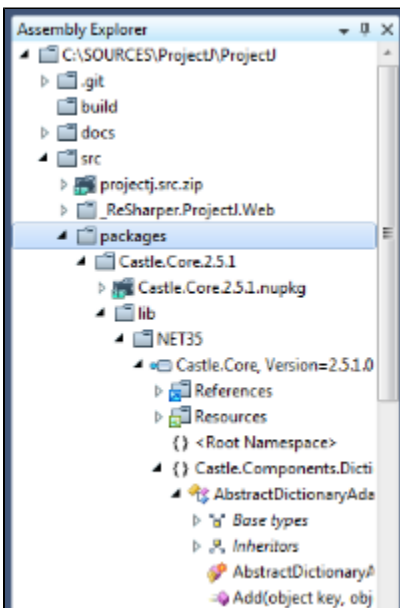 Assembly Explorer
C:\SOURCES\ProjectJ\ProjectJ
.git
build
docs
src
projectj.src.zip
_ReSharper.ProjectJ.Web
packages
Castle.Core.2.5.1
Castle.Core.2.5.1.nupkg
lib
NET35
Castle.Core, Version=2.5.1.0
References
Resources
{} <Root Namespace>
{} Castle.Components.Dicti
AbstractDictionaryAda
Base types
Inheritors
AbstractDictionaryA
Add(object key, obj